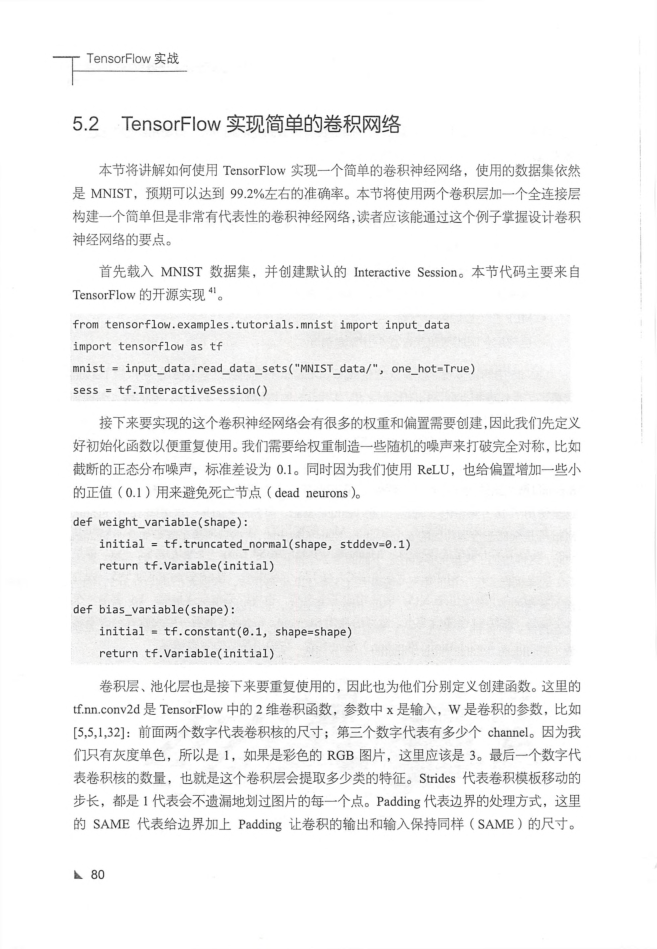 TensorFlow 实战
5.2 TensorFlow 实现简单的卷积网络
本节将讲解如何使用 TensorFlow 实现一个简单的卷积神经网络，使用的数据集依然
是 MNIST，预期可以达到 99.2%左右的准确率。本节将使用两个卷积层加一个全连接层
构建一个简单但是非常有代表性的卷积神经网络，读者应该能通过这个例子掌握设计卷积
神经网络的要点。
首先载入 MNIST 数据集，并创建默认的 Interactive Session。本节代码主要来自
TensorFlow 的开源实现 41。
from tensorflow.examples.tutorials.mnist import input_data
import tensorflow as tf
mnist = input_data.read_data_sets("MNIST_data/", one_hot=True)
sess = tf.InteractiveSession()
接下来要实现的这个卷积神经网络会有很多的权重和偏置需要创建，因此我们先定义
好初始化函数以便重复使用。我们需要给权重制造一些随机的噪声来打破完全对称，比如
截断的正态分布噪声，标准差设为 0.1。同时因为我们使用 ReLU，也给偏置增加一些小
的正值（0.1）用来避免死亡节点（dead neurons）。
def weight_variable(shape):
initial = tf.truncated_normal(shape, stddev=0.1)
return tf.Variable(initial)
def bias_variable(shape):
initial = tf.constant(0.1, shape=shape)
return tf.Variable(initial)
卷积层、池化层也是接下来要重复使用的，因此也为他们分别定义创建函数。这里的
tf.nn.conv2d 是 TensorFlow 中的 2 维卷积函数，参数中 x 是输入，W 是卷积的参数，比如
[5,5,1,32]：前面两个数字代表卷积核的尺寸；第三个数字代表有多少个 channel。因为我
们只有灰度单色，所以是 1，如果是彩色的 RGB 图片，这里应该是 3。最后一个数字代
表卷积核的数量，也就是这个卷积层会提取多少类的特征。Strides 代表卷积模板移动的
步长，都是 1 代表会不遗漏地划过图片的每一个点。Padding 代表边界的处理方式，这里
的 SAME 代表给边界加上 Padding 让卷积的输出和输入保持同样（SAME）的尺寸。
80